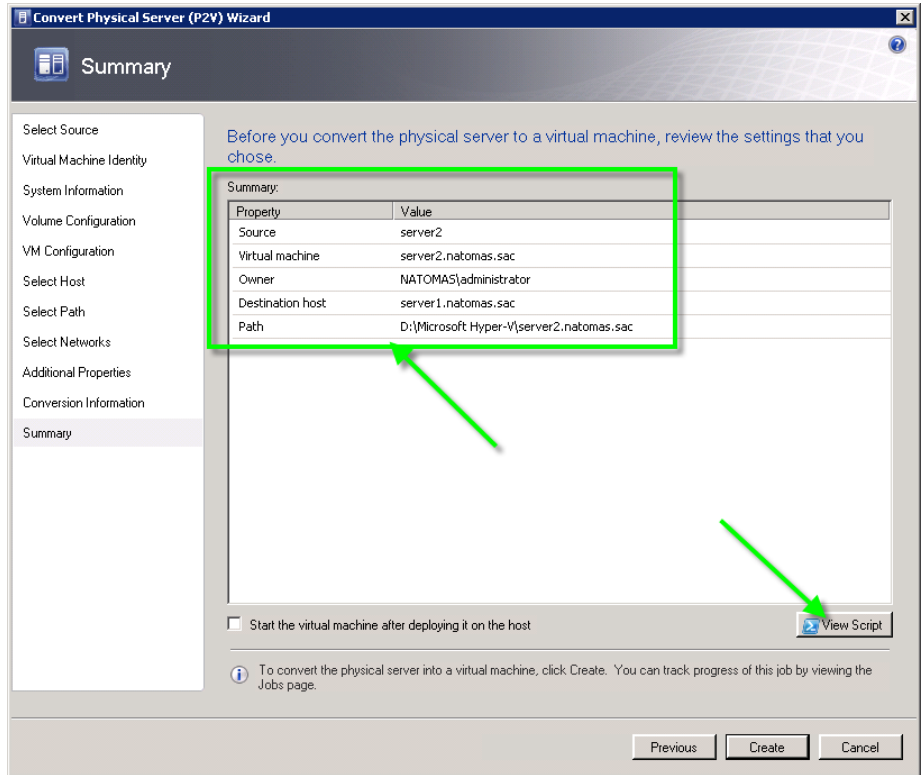 Convert Physical Server (P2V) Wizard
Summary
Select Source
Virtual Machine Identity
System Information
Volume Configuration
VM Configuration
Select Host
Select Path
Select Networks
Additional Properties
Conversion Information
Summary
Before you convert the physical server to a virtual machine, review the settings that you
chose.
Summary:
Property Value
Source server2
Virtual machine server2.natomas.sac
Owner NATOMAS\administrator
Destination host server1.natomas.sac
Path D:\Microsoft Hyper-V\server2.natomas.sac
Start the virtual machine after deploying it on the host
View Script
To convert the physical server into a virtual machine, click Create. You can track progress of this job by viewing the
Jobs page.
Previous Create Cancel